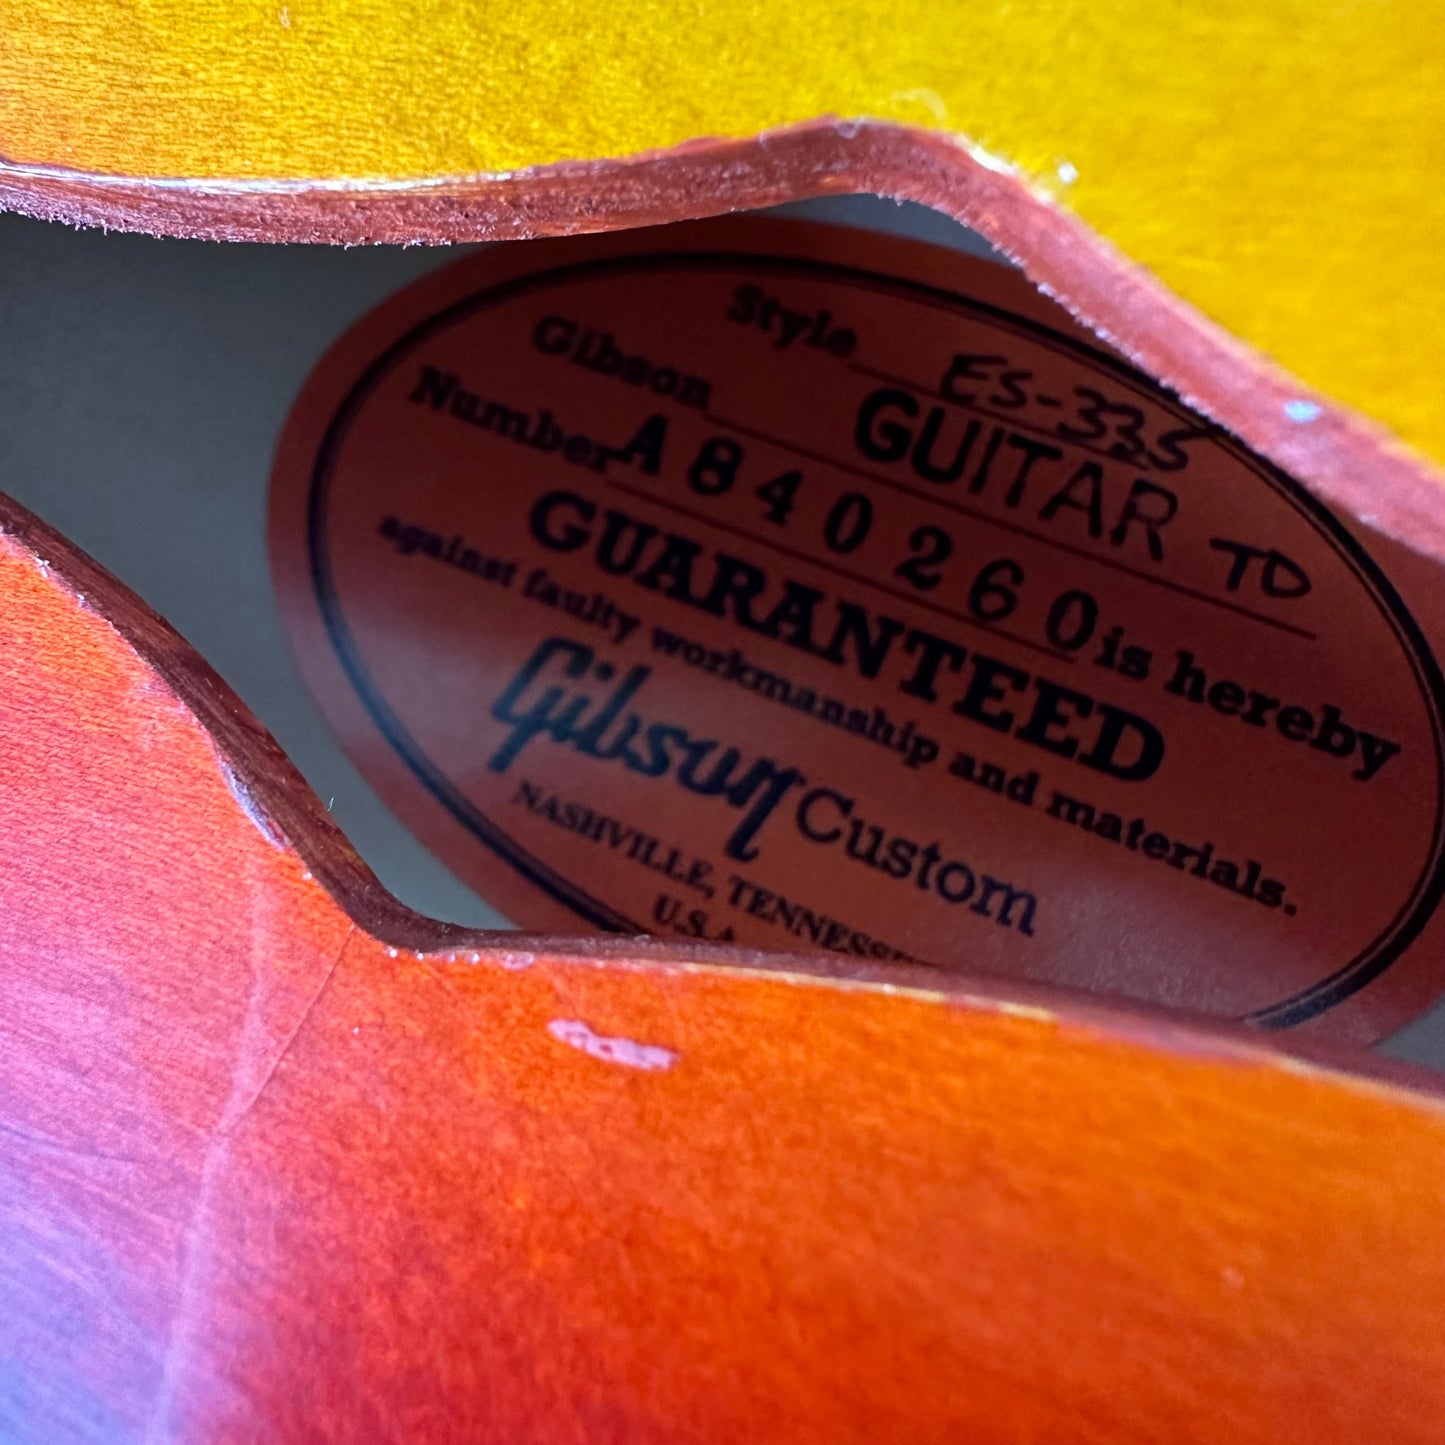 Style ES-335 TD
Gibson GUITAR
Number A840260 is hereby
GUARANTEED
against faulty workmanship and materials.
Gibson Custom
NASHVILLE, TENNESSEE
U.S.A.